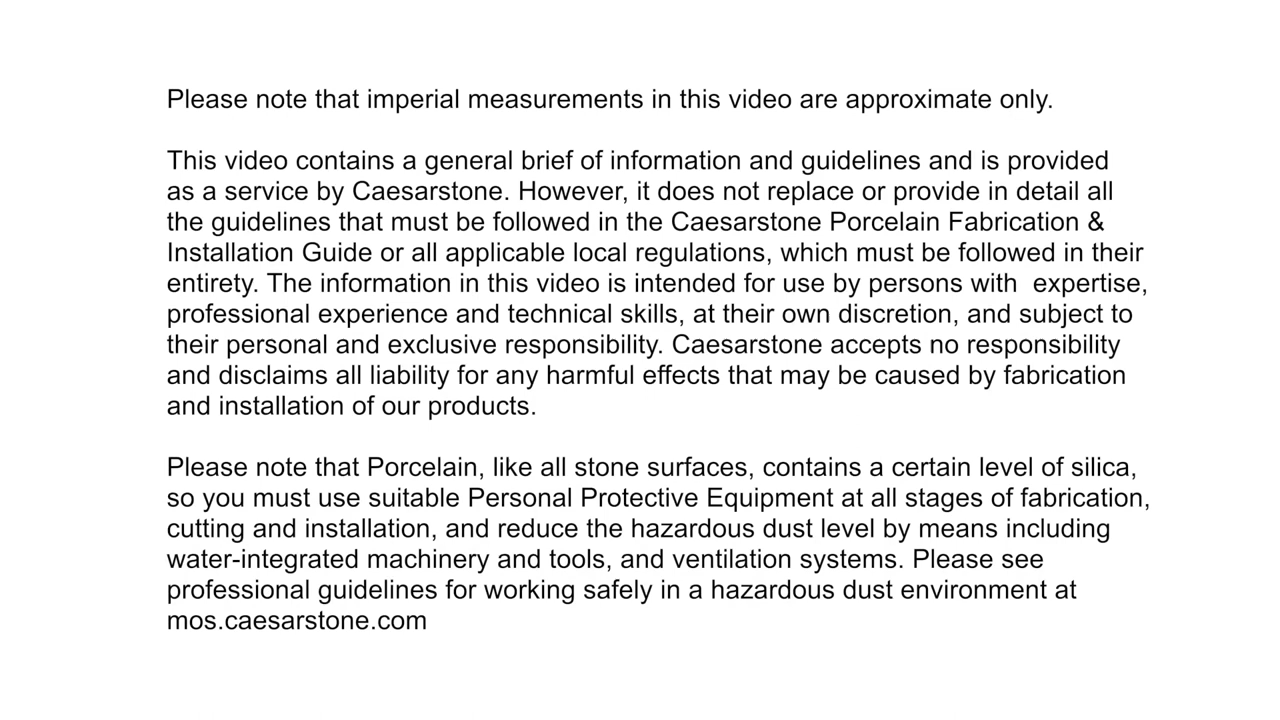 Please note that imperial measurements in this video are approximate only.
This video contains a general brief of information and guidelines and is provided
as a service by Caesarstone. However, it does not replace or provide in detail all
the guidelines that must be followed in the Caesarstone Porcelain Fabrication &
Installation Guide or all applicable local regulations, which must be followed in their
entirety. The information in this video is intended for use by persons with  expertise,
professional experience and technical skills, at their own discretion, and subject to
their personal and exclusive responsibility. Caesarstone accepts no responsibility
and disclaims all liability for any harmful effects that may be caused by fabrication
and installation of our products.
Please note that Porcelain, like all stone surfaces, contains a certain level of silica,
so you must use suitable Personal Protective Equipment at all stages of fabrication,
cutting and installation, and reduce the hazardous dust level by means including
water-integrated machinery and tools, and ventilation systems. Please see
professional guidelines for working safely in a hazardous dust environment at
mos.caesarstone.com